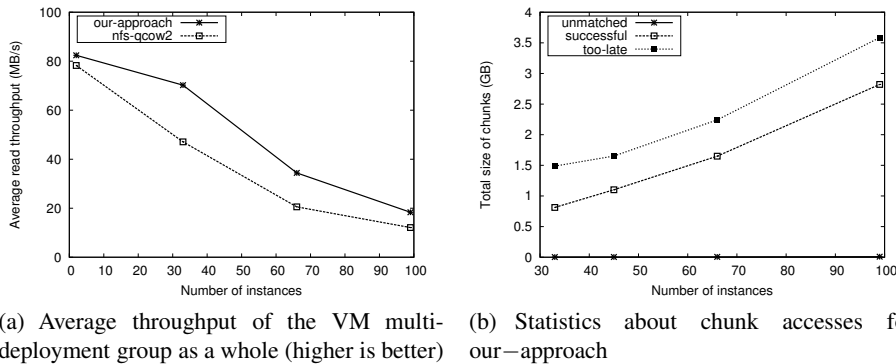 our-approach
nfs-qcow2
Average read throughput (MB/s)
100
80
60
40
20
0
0 10 20 30 40 50 60 70 80 90 100
Number of instances
(a) Average throughput of the VM multi-
deployment group as a whole (higher is better)
unmatched
successful
too-late
Total size of chunks (GB)
4
3.5
3
2.5
2
1.5
1
0.5
0
30 40 50 60 70 80 90 100
Number of instances
(b) Statistics about chunk accesses
our−approach